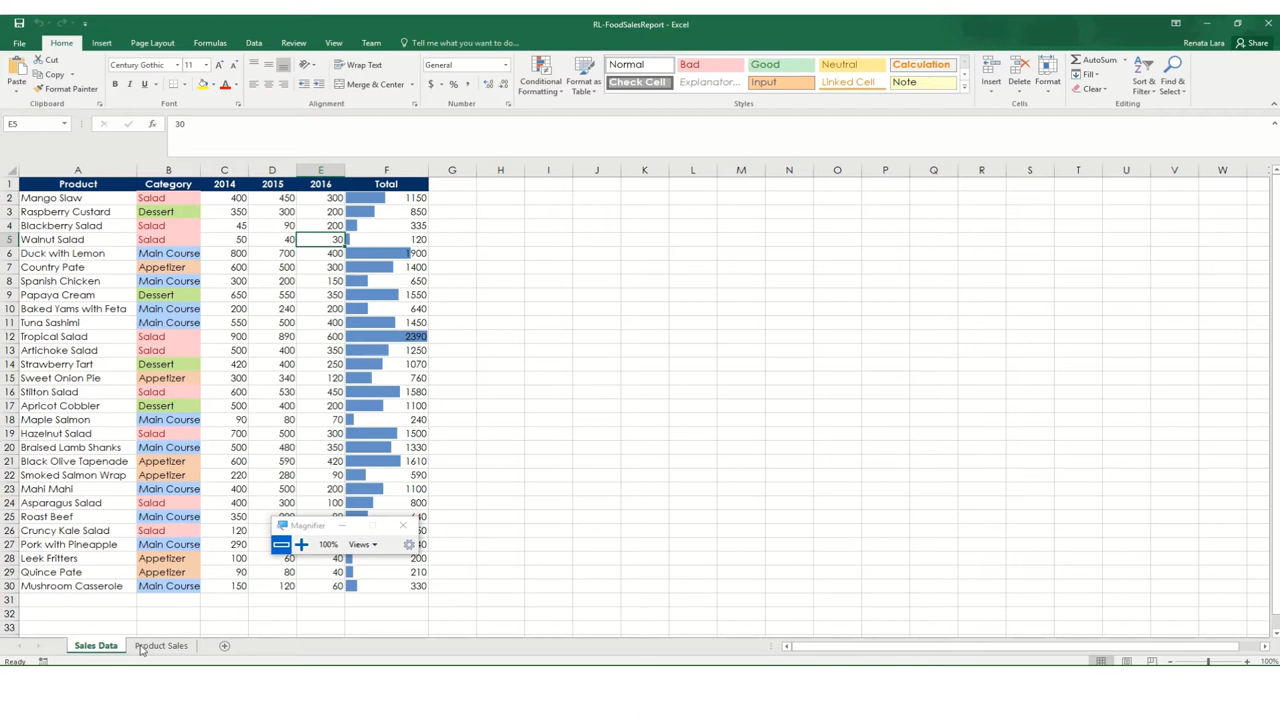 RL-FoodSalesReport - Excel
File Home Insert Page Layout Formulas Data Review View Team Tell me what you want to do... Renata Lara Share
Paste Cut Copy Format Painter Clipboard
Century Gothic 11 B I U A A A Font
Wrap Text Merge & Center Alignment
General $ % , Number
Conditional Formatting Format as Table Normal Bad Good Neutral Calculation
Check Cell Explanator... Input Linked Cell Note Styles
Insert Delete Format Cells
AutoSum Fill Clear Sort & Filter Find & Select Editing
E5 fx 30
A B C D E F G H I J K L M N O P Q R S T U V W
1 Product Category 2014 2015 2016 Total
2 Mango Slaw Salad 400 450 300 1150
3 Raspberry Custard Dessert 350 300 200 850
4 Blackberry Salad Salad 45 90 200 335
5 Walnut Salad Salad 50 40 30 120
6 Duck with Lemon Main Course 800 700 400 1900
7 Country Pate Appetizer 600 500 300 1400
8 Spanish Chicken Main Course 300 200 150 650
9 Papaya Cream Dessert 650 550 350 1550
10 Baked Yams with Feta Main Course 200 240 200 640
11 Tuna Sashimi Main Course 550 500 400 1450
12 Tropical Salad Salad 900 890 600 2390
13 Artichoke Salad Salad 500 400 350 1250
14 Strawberry Tart Dessert 420 400 250 1070
15 Sweet Onion Pie Appetizer 300 340 120 760
16 Stilton Salad Salad 600 530 450 1580
17 Apricot Cobbler Dessert 500 400 200 1100
18 Maple Salmon Main Course 90 80 70 240
19 Hazelnut Salad Salad 700 500 300 1500
20 Braised Lamb Shanks Main Course 500 480 350 1330
21 Black Olive Tapenade Appetizer 600 590 420 1610
22 Smoked Salmon Wrap Appetizer 220 280 90 590
23 Mahi Mahi Main Course 400 500 200 1100
24 Asparagus Salad Salad 400 300 100 800
25 Roast Beef Main Course 350
26 Cruncy Kale Salad Salad 120
27 Pork with Pineapple Main Course 290
28 Leek Fritters Appetizer 100 60 40 200
29 Quince Pate Appetizer 90 80 40 210
30 Mushroom Casserole Main Course 150 120 60 330
31
32
33
Magnifier
100% Views
Sales Data Product Sales
Ready 100%